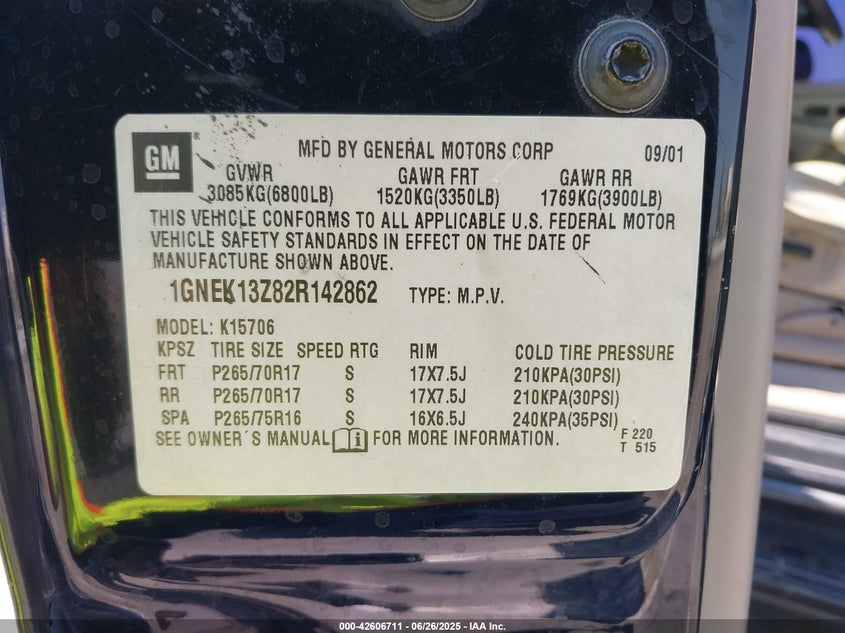 GM ® MFD BY GENERAL MOTORS CORP 09/01
GVWR GAWR FRT GAWR RR
3085KG(6800LB) 1520KG(3350LB) 1769KG(3900LB)
THIS VEHICLE CONFORMS TO ALL APPLICABLE U.S. FEDERAL MOTOR
VEHICLE SAFETY STANDARDS IN EFFECT ON THE DATE OF
MANUFACTURE SHOWN ABOVE.
1GNEK13Z82R142862 TYPE: M.P.V.
MODEL: K15706
KPSZ TIRE SIZE SPEED RTG RIM COLD TIRE PRESSURE
FRT P265/70R17 S 17X7.5J 210KPA(30PSI)
RR P265/70R17 S 17X7.5J 210KPA(30PSI)
SPA P265/75R16 S 16X6.5J 240KPA(35PSI)
SEE OWNER´S MANUAL i FOR MORE INFORMATION. F 220
T 515
000-42606711 - 06/26/2025 - IAA Inc.